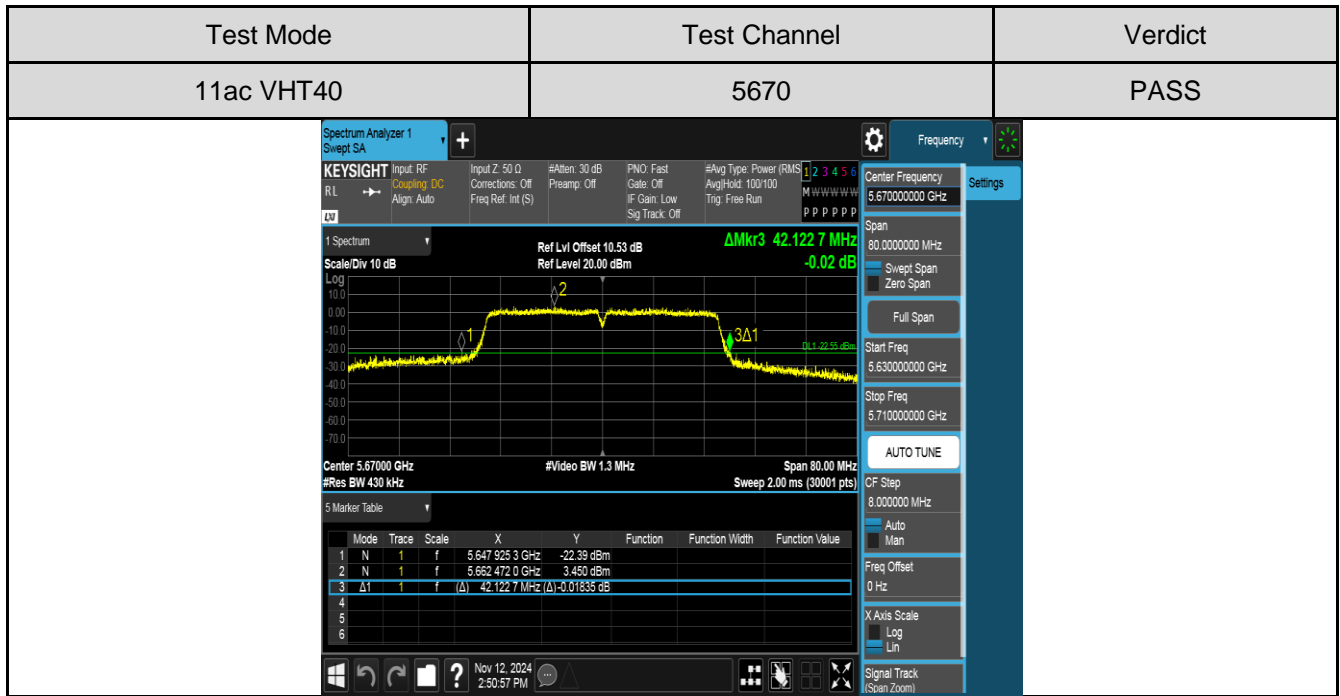 Test Mode Test Channel Verdict
11ac VHT40 5670 PASS
Spectrum Analyzer 1
Swept SA
+
Frequency
KEYSIGHT Input: RF Input Z: 50 Ω #Atten: 30 dB PNO: Fast #Avg Type: Power (RMS 1 2 3 4 5 6
RL Coupling: DC Corrections: Off Preamp: Off Gate: Off Avg|Hold: 100/100 M W W W W W
Align: Auto Freq Ref: Int (S) IF Gain: Low Trig: Free Run
LXI Sig Track: Off P P P P P P
1 Spectrum Ref Lvl Offset 10.53 dB ΔMkr3 42.122 7 MHz
Scale/Div 10 dB Ref Level 20.00 dBm -0.02 dB
Log
10.0
0.00
-10.0
-20.0
-30.0
-40.0
-50.0
-60.0
-70.0
1
2
3Δ1
DL1 -22.55 dBm
Center 5.67000 GHz #Video BW 1.3 MHz Span 80.00 MHz
#Res BW 430 kHz Sweep 2.00 ms (30001 pts)
5 Marker Table
Mode Trace Scale X Y Function Function Width Function Value
1 N 1 f 5.647 925 3 GHz -22.39 dBm
2 N 1 f 5.662 472 0 GHz 3.450 dBm
3 Δ1 1 f (Δ) 42.122 7 MHz (Δ) -0.01835 dB
4
5
6
Nov 12, 2024
2:50:57 PM
?
Center Frequency
5.670000000 GHz
Settings
Span
80.0000000 MHz
Swept Span
Zero Span
Full Span
Start Freq
5.630000000 GHz
Stop Freq
5.710000000 GHz
AUTO TUNE
CF Step
8.000000 MHz
Auto
Man
Freq Offset
0 Hz
X Axis Scale
Log
Lin
Signal Track
(Span Zoom)